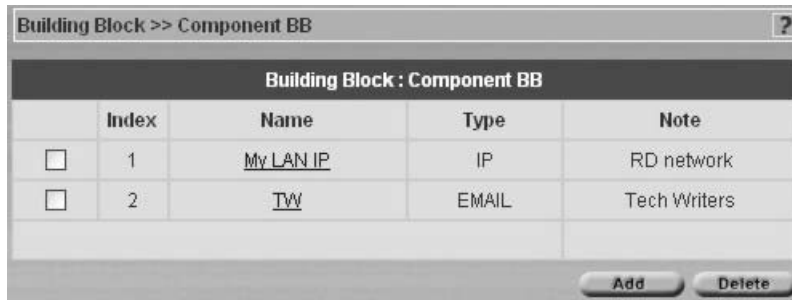 Building Block >> Component BB ?
Building Block : Component BB
Index Name Type Note
1 My LAN IP IP RD network
2 TW EMAIL Tech Writers
Add Delete